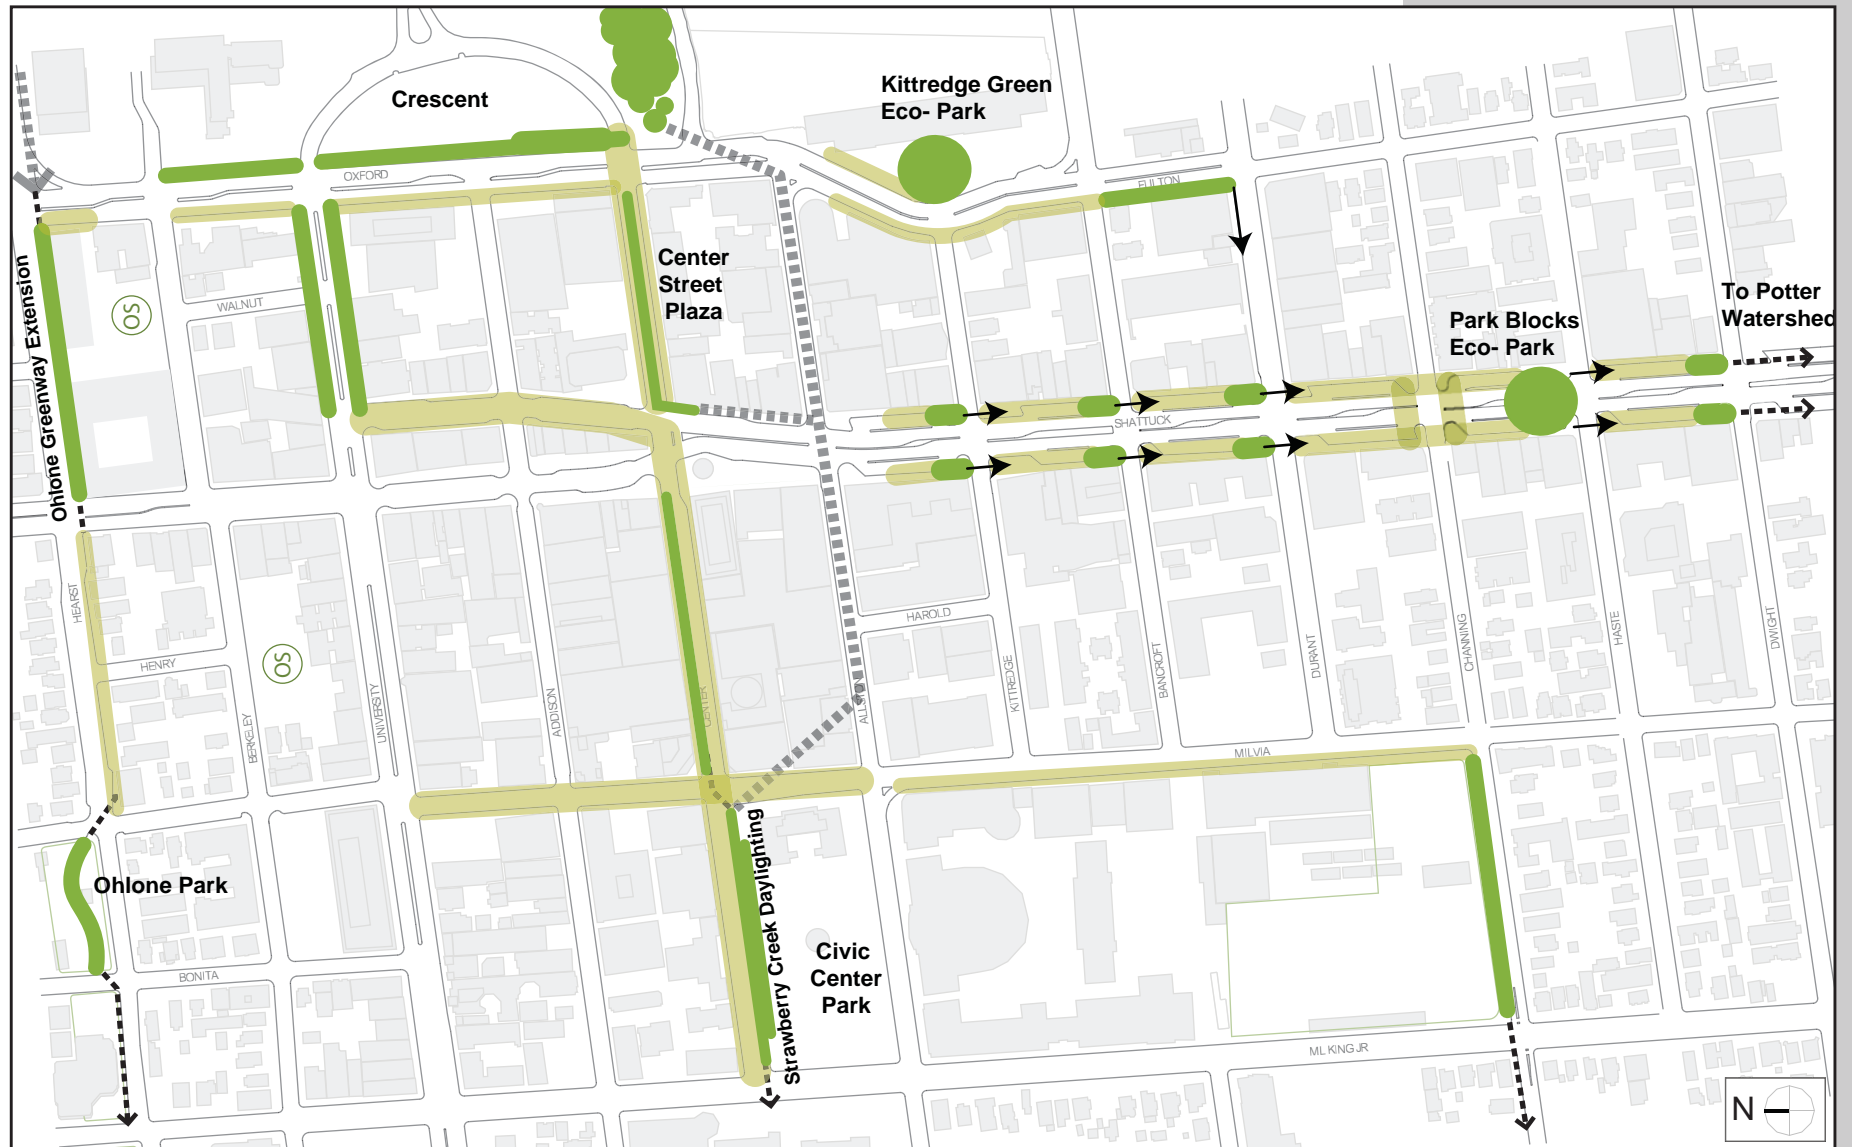 Crescent
Kittredge Green
Eco- Park
OXFORD
FULTON
Center
Street
Plaza
WALNUT
OS
Ohlone Greenway Extension
To Potter
Watershed
Park Blocks
Eco- Park
SHATTUCK
HEARST
HENRY
OS
BERKELEY
UNIVERSTY
ADDISON
CENTER
ALLSTON
HAROLD
KITTREDGE
BANCROFT
DURANT
CHANNING
HASTE
DWIGHT
MILVIA
Ohlone Park
BONITA
Strawberry Creek Daylighting
Civic
Center
Park
ML KING JR
N